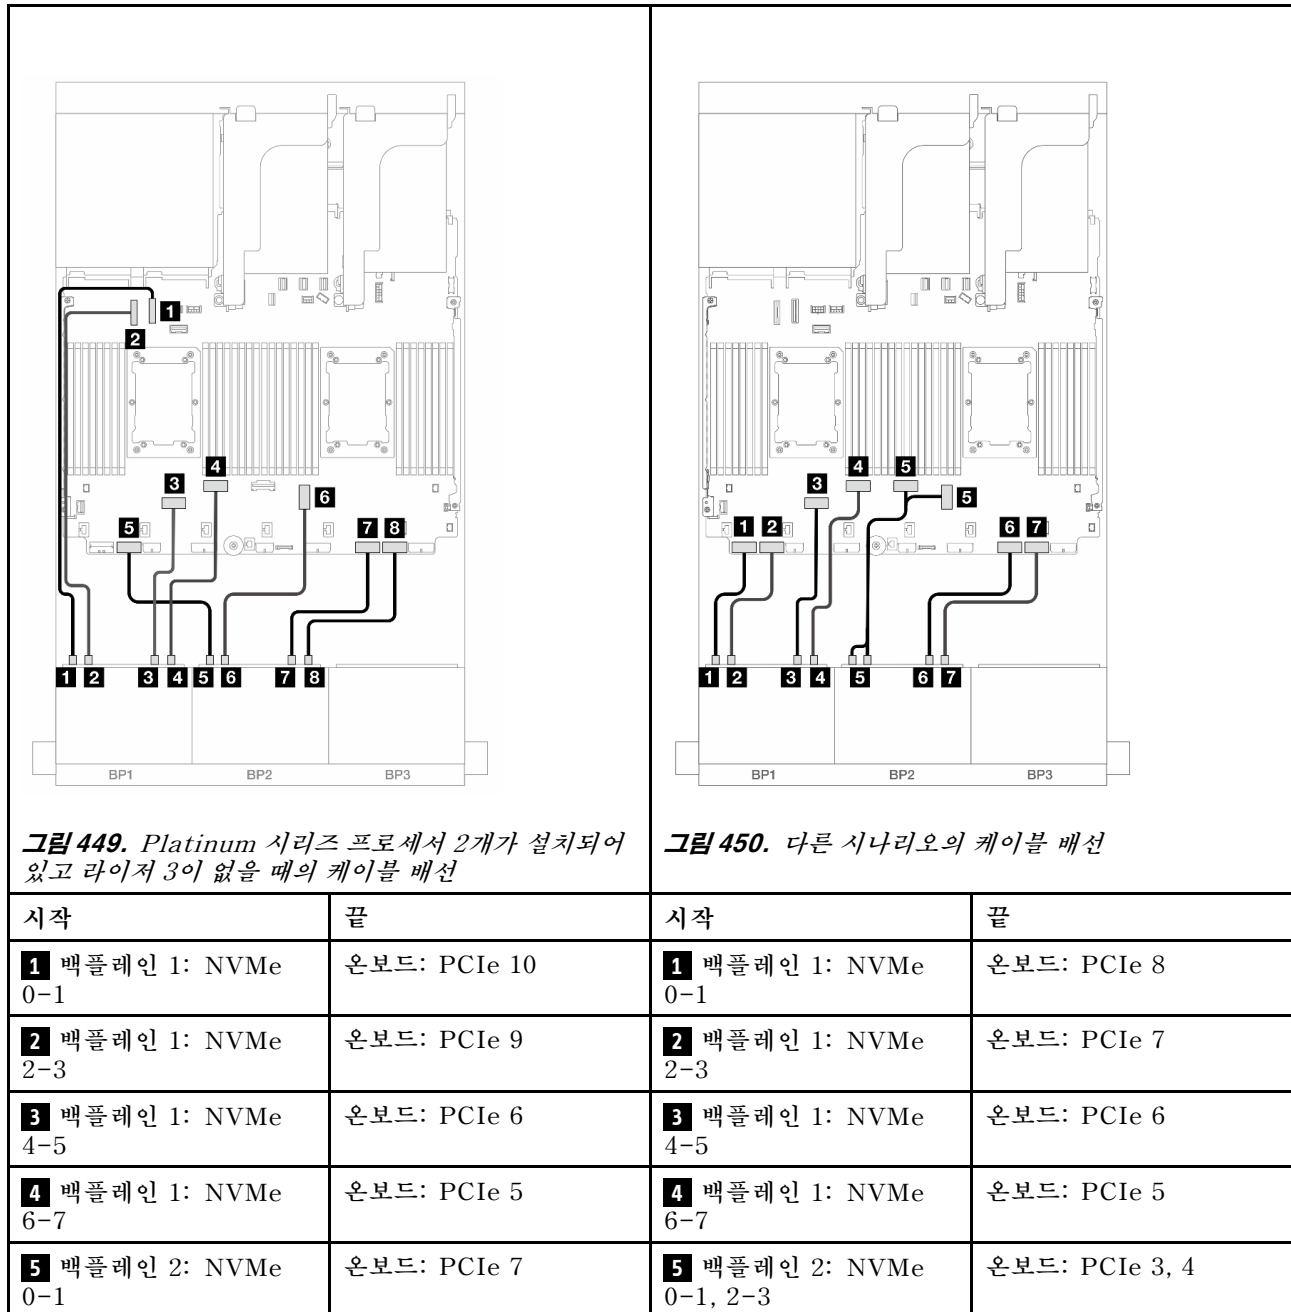 1
2
3
4
5
6
7
8
1
2
3
4
5
6
7
8
BP1
BP2
BP3
그림 449. Platinum 시리즈 프로세서 2개가 설치되어
있고 라이저 3이 없을 때의 케이블 배선
4
5
3
5
1
2
6
7
1
2
3
4
5
6
7
BP1
BP2
BP3
그림 450. 다른 시나리오의 케이블 배선
시작
끝
시작
끝
1 백플레인 1: NVMe
0-1
온보드: PCIe 10
1 백플레인 1: NVMe
0-1
온보드: PCIe 8
2 백플레인 1: NVMe
2-3
온보드: PCIe 9
2 백플레인 1: NVMe
2-3
온보드: PCIe 7
3 백플레인 1: NVMe
4-5
온보드: PCIe 6
3 백플레인 1: NVMe
4-5
온보드: PCIe 6
4 백플레인 1: NVMe
6-7
온보드: PCIe 5
4 백플레인 1: NVMe
6-7
온보드: PCIe 5
5 백플레인 2: NVMe
0-1
온보드: PCIe 7
5 백플레인 2: NVMe
0-1, 2-3
온보드: PCIe 3, 4